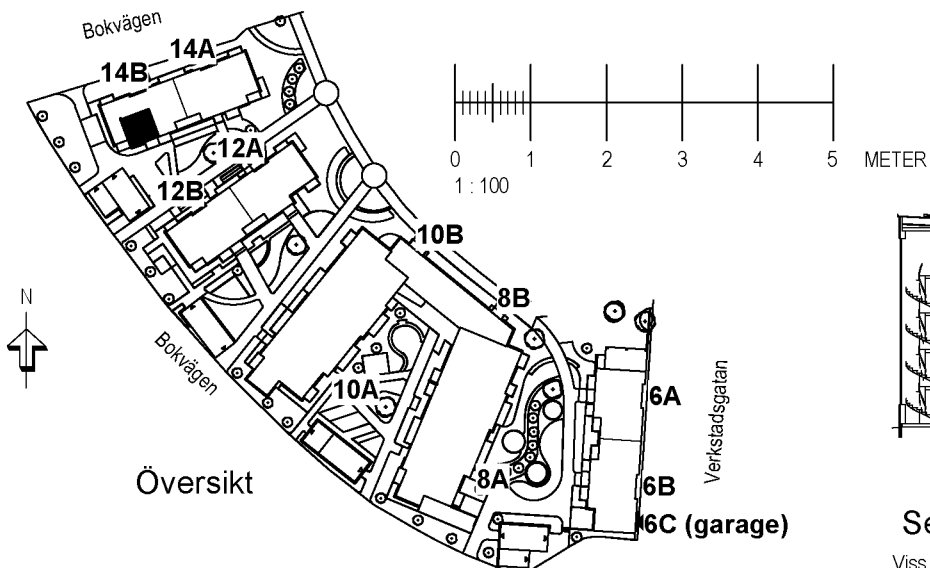 Bokvägen
14A
14B
12A
12B
10B
8B
10A
8A
6A
6B
6C (garage)
Bokvägen
Verkstadsgatan
N
Översikt
0 1 2 3 4 5 METER
1 : 100
Se
Viss